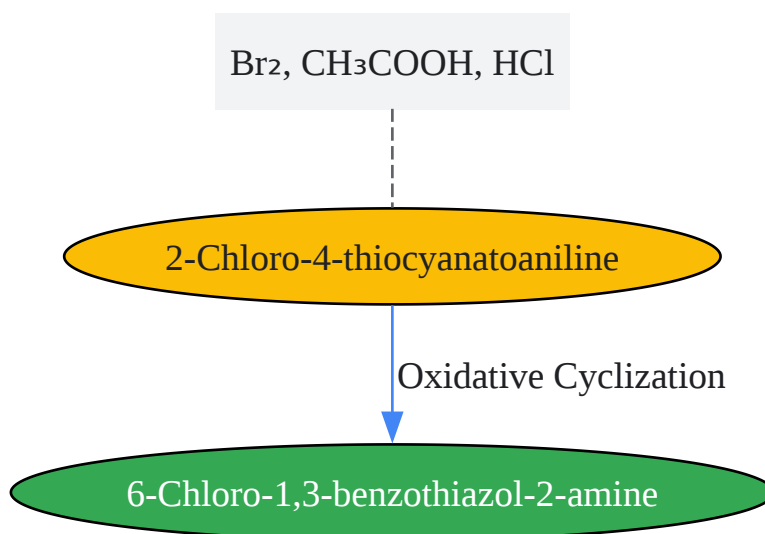 Br₂, CH₃COOH, HCl
2-Chloro-4-thiocyanatoaniline
Oxidative Cyclization
6-Chloro-1,3-benzothiazol-2-amine